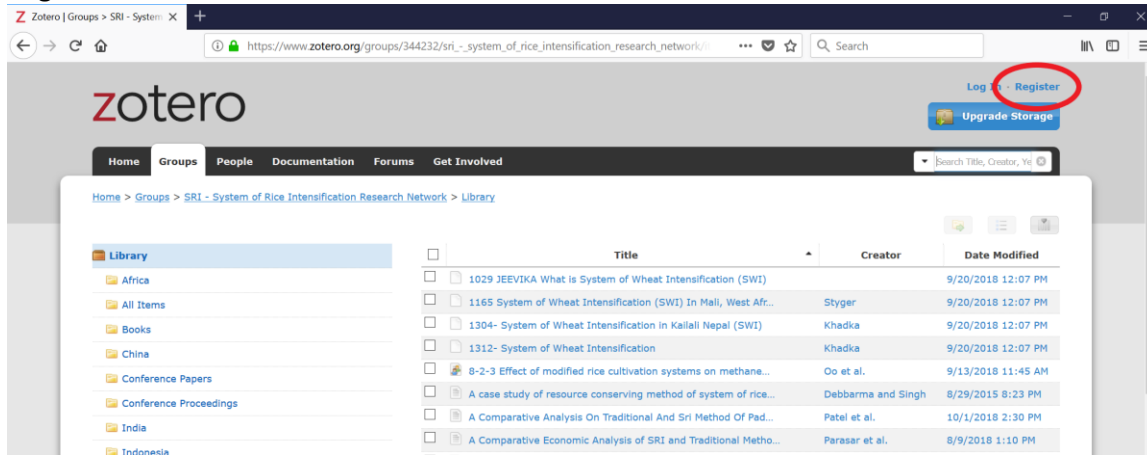 Zotero | Groups > SRI - System
https://www.zotero.org/groups/344232/sri_-_system_of_rice_intensification_research_network/
Search
zotero
Log In · Register
Upgrade Storage
Home Groups People Documentation Forums Get Involved
Search Title, Creator, Ye
Home > Groups > SRI - System of Rice Intensification Research Network > Library
Library
Title Creator Date Modified
Africa
1029 JEEVIKA What is System of Wheat Intensification (SWI) 9/20/2018 12:07 PM
All Items
1165 System of Wheat Intensification (SWI) In Mali, West Afr... Styger 9/20/2018 12:07 PM
Books
1304- System of Wheat Intensification in Kailali Nepal (SWI) Khadka 9/20/2018 12:07 PM
China
1312- System of Wheat Intensification Khadka 9/20/2018 12:07 PM
Conference Papers
8-2-3 Effect of modified rice cultivation systems on methane... Oo et al. 9/13/2018 11:45 AM
Conference Proceedings
A case study of resource conserving method of system of rice... Debbarma and Singh 8/29/2015 8:23 PM
India
A Comparative Analysis On Traditional And Sri Method Of Pad... Patel et al. 10/1/2018 2:30 PM
Indonesia
A Comparative Economic Analysis of SRI and Traditional Metho... Parasar et al. 8/9/2018 1:10 PM